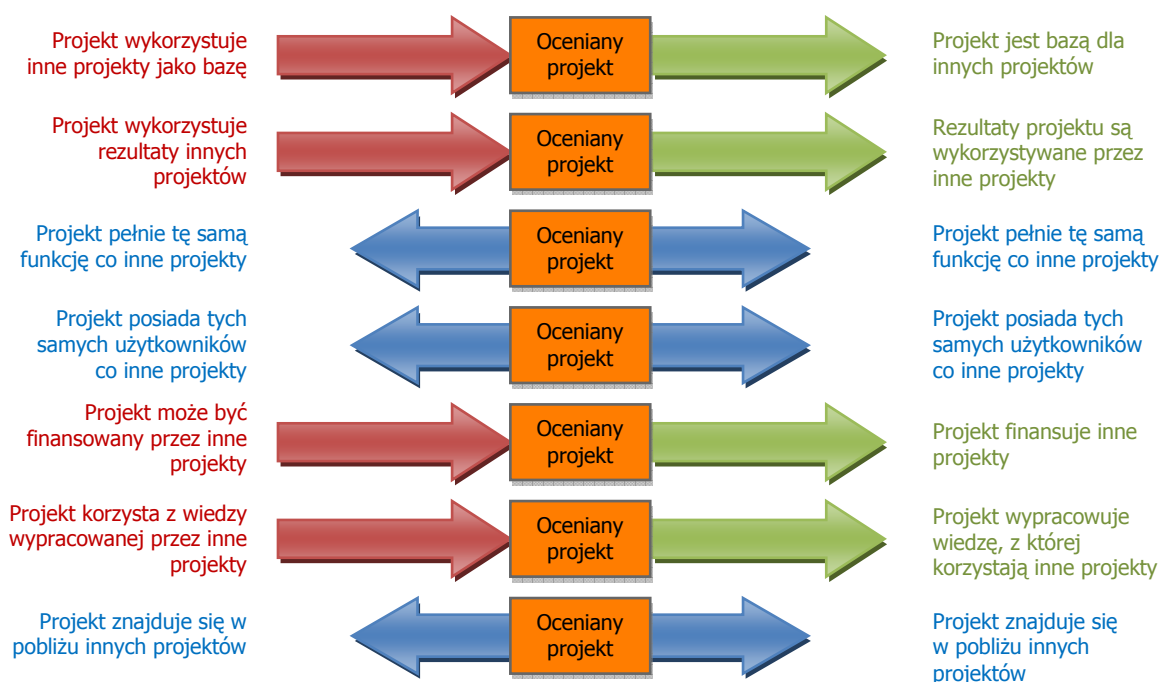 Projekt wykorzystuje
inne projekty jako bazę
Oceniany
projekt
Projekt jest bazą dla
innych projektów
Projekt wykorzystuje
rezultaty innych
projektów
Oceniany
projekt
Rezultaty projektu są
wykorzystywane przez
inne projekty
Projekt pełnie tę samą
funkcję co inne projekty
Oceniany
projekt
Projekt pełnie tę samą
funkcję co inne projekty
Projekt posiada tych
samych użytkowników
co inne projekty
Oceniany
projekt
Projekt posiada tych
samych użytkowników
co inne projekty
Projekt może być
finansowany przez inne
projekty
Oceniany
projekt
Projekt finansuje inne
projekty
Projekt korzysta z wiedzy
wypracowanej przez inne
projekty
Oceniany
projekt
Projekt wypracowuje
wiedzę, z której
korzystają inne projekty
Projekt znajduje się w
pobliżu innych projektów
Oceniany
projekt
Projekt znajduje się
w pobliżu innych
projektów